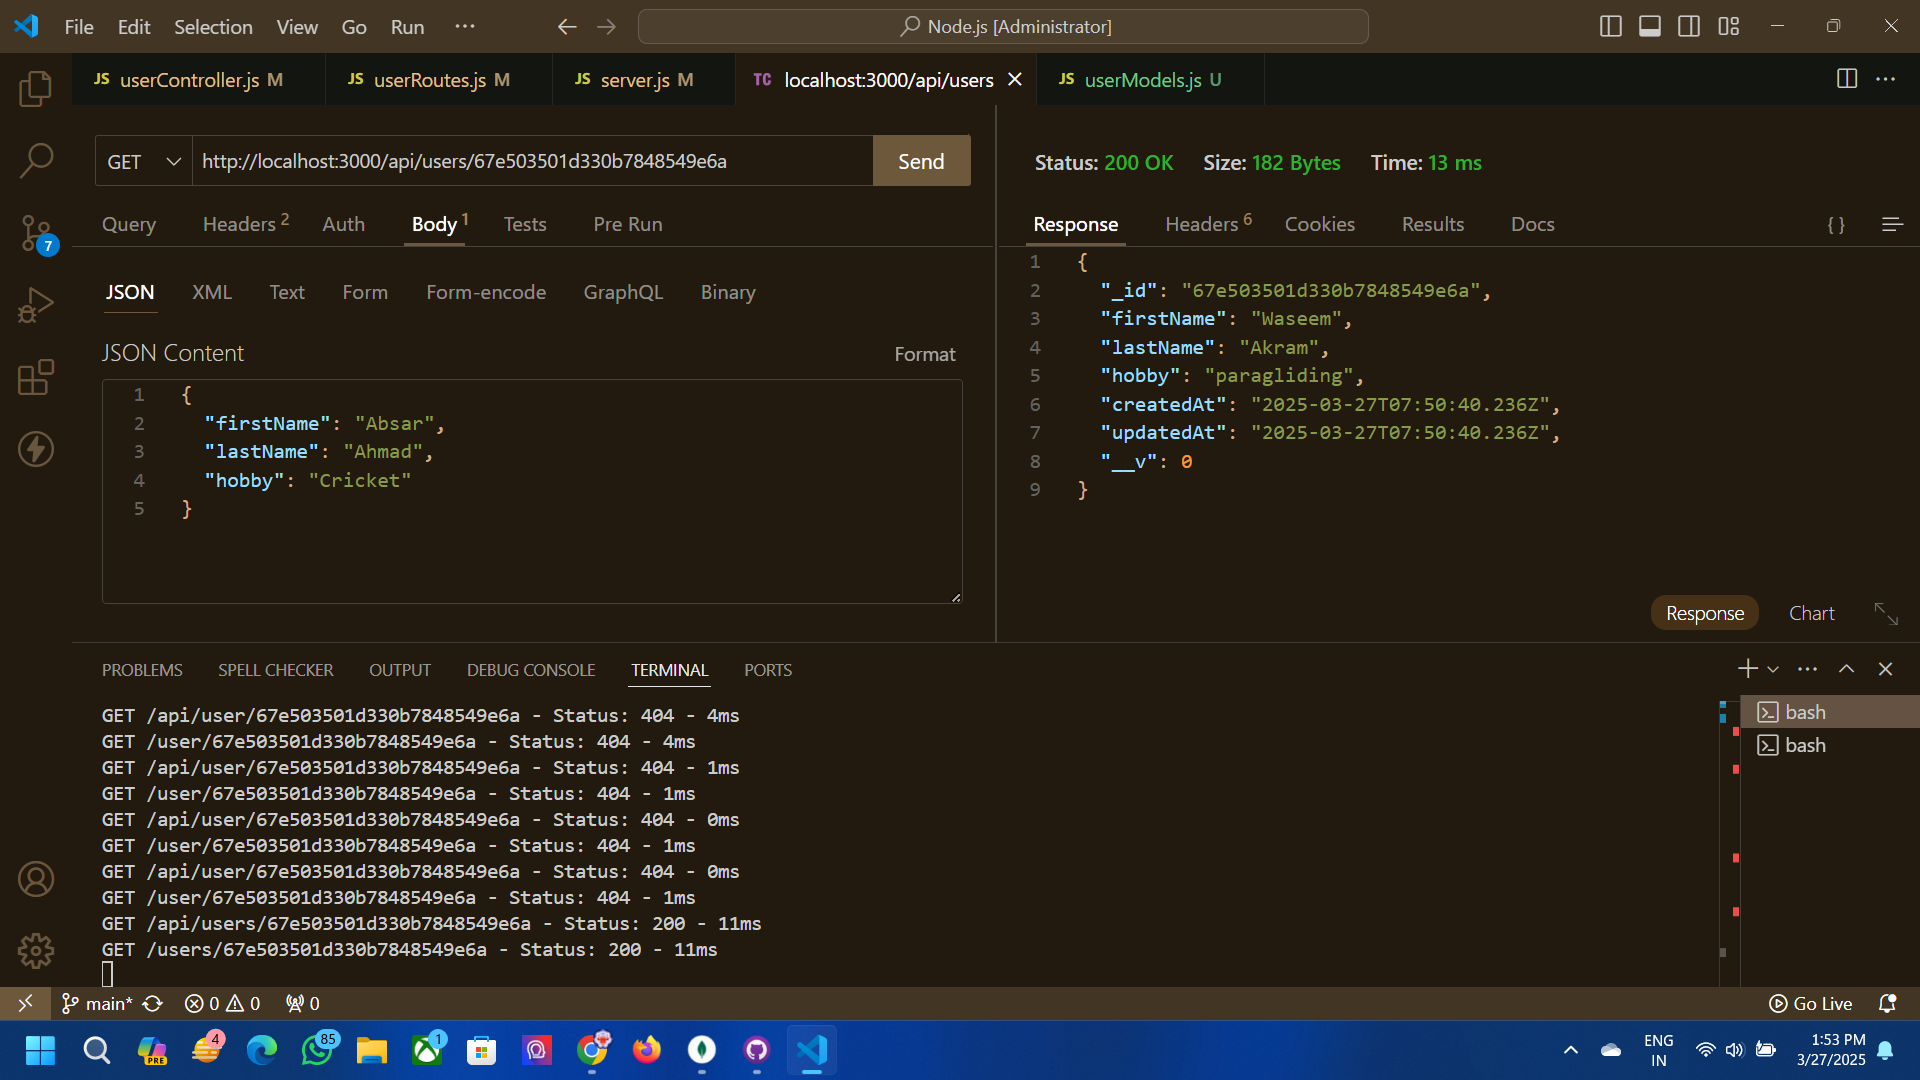 File Edit Selection View Go Run ···
Node.js [Administrator]
JS userController.js M
JS userRoutes.js M
JS server.js M
TC localhost:3000/api/users
JS userModels.js U
GET http://localhost:3000/api/users/67e503501d330b7848549e6a Send
Query Headers 2 Auth Body 1 Tests Pre Run
JSON XML Text Form Form-encode GraphQL Binary
JSON Content Format
1 {
2 "firstName": "Absar",
3 "lastName": "Ahmad",
4 "hobby": "Cricket"
5 }
Status: 200 OK Size: 182 Bytes Time: 13 ms
Response Headers 6 Cookies Results Docs { }
1 {
2 "_id": "67e503501d330b7848549e6a",
3 "firstName": "Waseem",
4 "lastName": "Akram",
5 "hobby": "paragliding",
6 "createdAt": "2025-03-27T07:50:40.236Z",
7 "updatedAt": "2025-03-27T07:50:40.236Z",
8 "__v": 0
9 }
Response Chart
PROBLEMS SPELL CHECKER OUTPUT DEBUG CONSOLE TERMINAL PORTS
GET /api/user/67e503501d330b7848549e6a - Status: 404 - 4ms
GET /user/67e503501d330b7848549e6a - Status: 404 - 4ms
GET /api/user/67e503501d330b7848549e6a - Status: 404 - 1ms
GET /user/67e503501d330b7848549e6a - Status: 404 - 1ms
GET /api/user/67e503501d330b7848549e6a - Status: 404 - 0ms
GET /user/67e503501d330b7848549e6a - Status: 404 - 1ms
GET /api/user/67e503501d330b7848549e6a - Status: 404 - 0ms
GET /user/67e503501d330b7848549e6a - Status: 404 - 1ms
GET /api/users/67e503501d330b7848549e6a - Status: 200 - 11ms
GET /users/67e503501d330b7848549e6a - Status: 200 - 11ms
bash
bash
7
main* 0 0 0
Go Live
PRE
4
85
1
ENG
IN
1:53 PM
3/27/2025